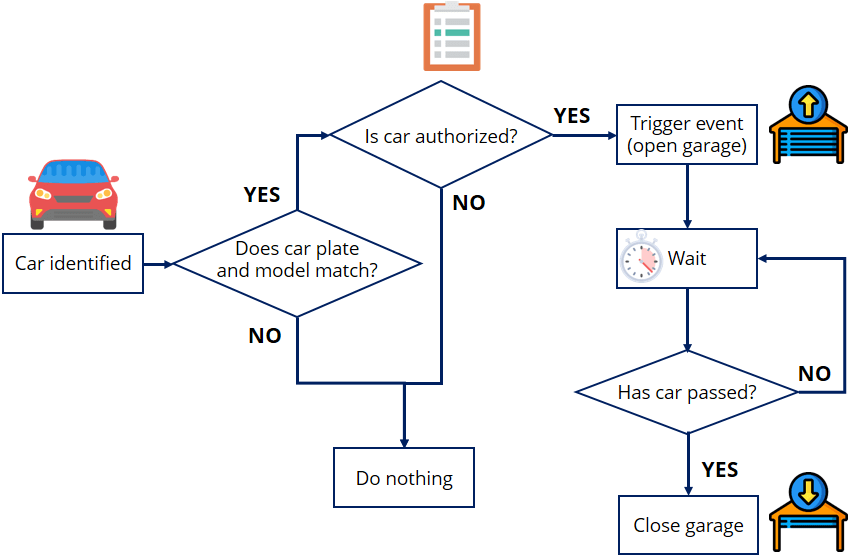 Is car authorized?
YES
Trigger event
(open garage)
YES
NO
Car identified
Does car plate
and model match?
Wait
NO
NO
Has car passed?
YES
Do nothing
Close garage